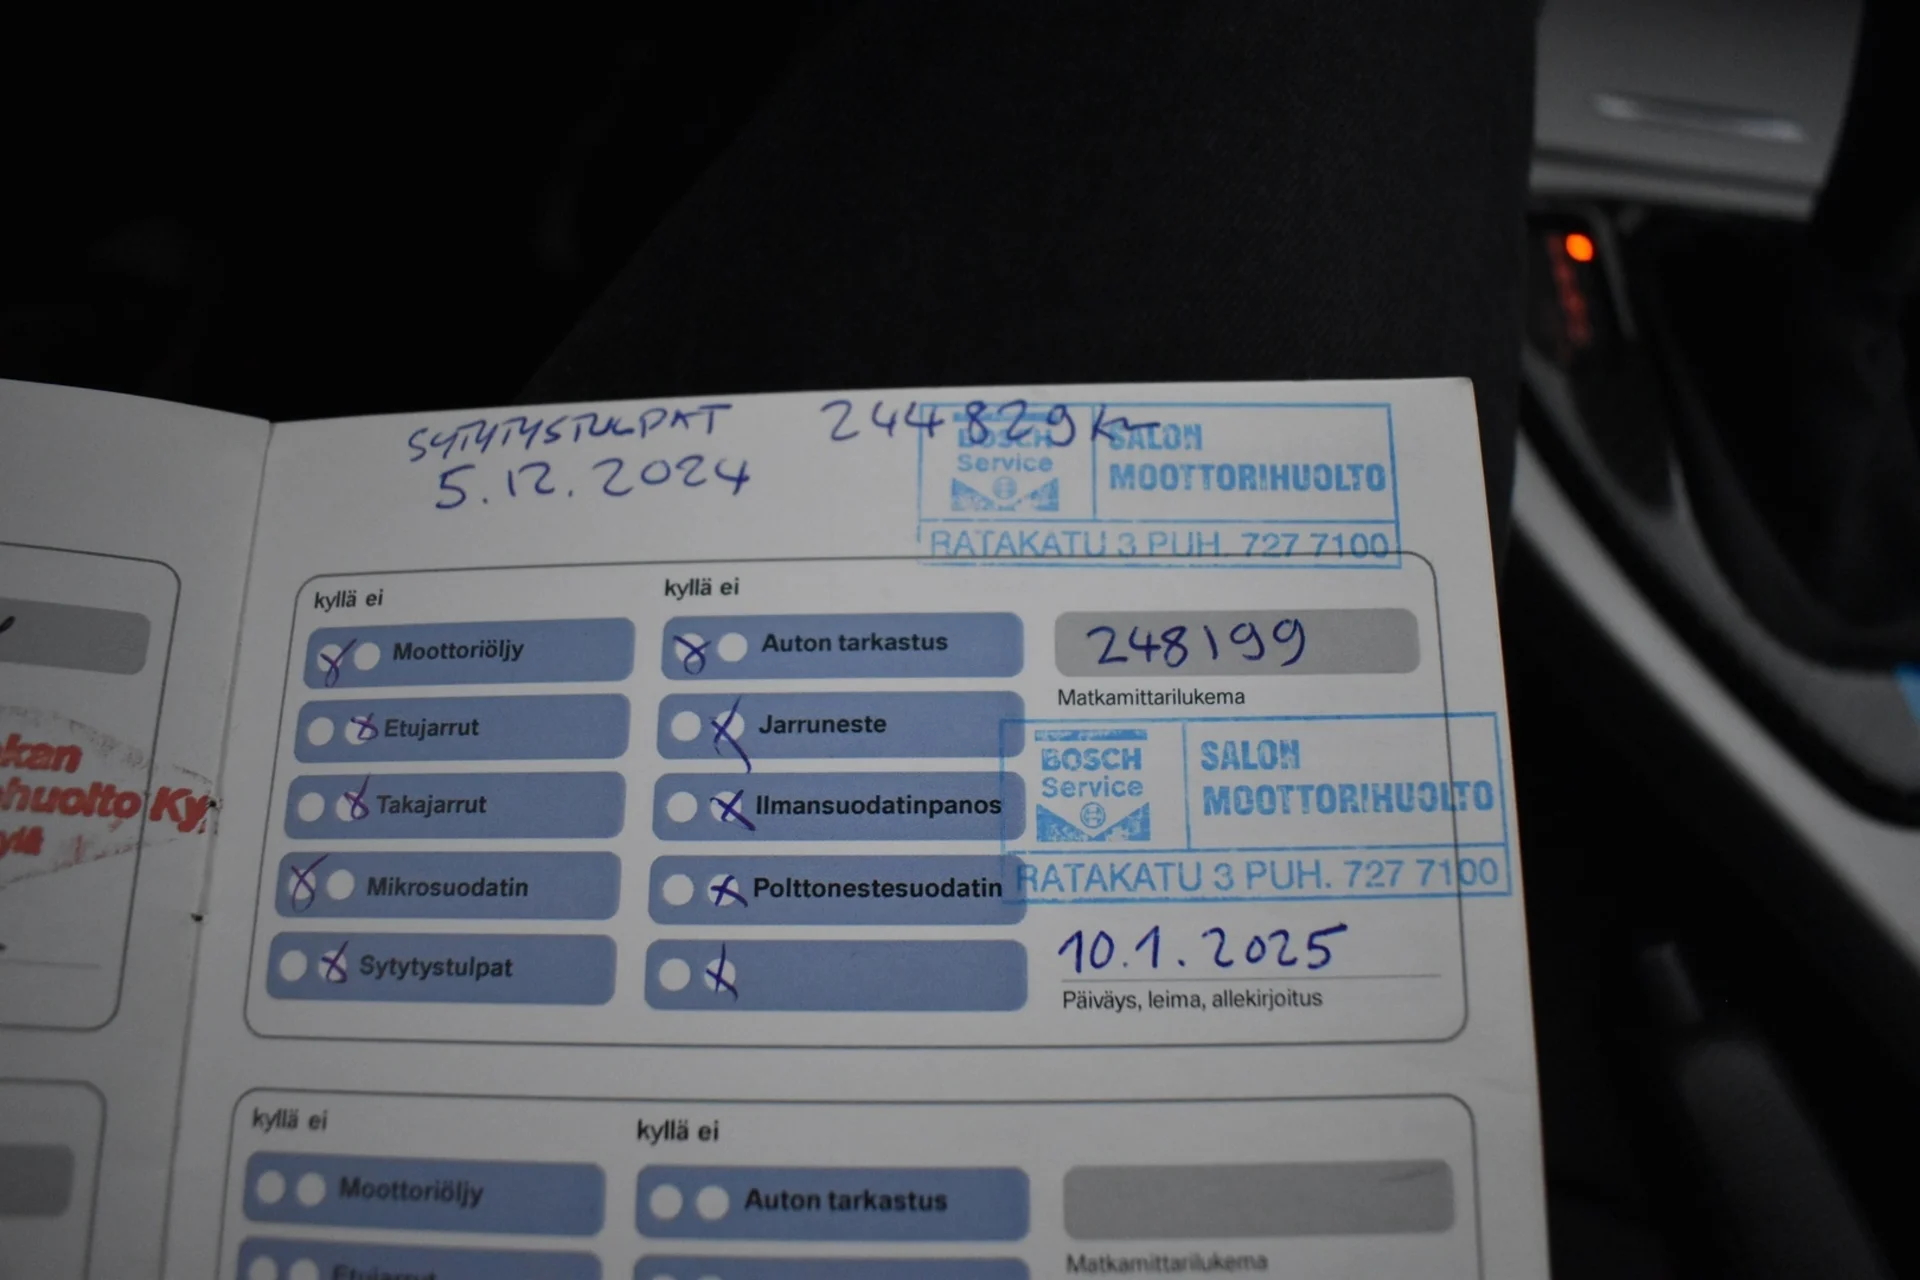 SYTYTYSTULPAT 244829 km
5.12.2024
BOSCH Service SALON MOOTTORIHUOLTO
RATAKATU 3 PUH. 727 7100
kyllä ei
Moottoriöljy
Etujarrut
Takajarrut
Mikrosuodatin
Sytytystulpat
kyllä ei
Auton tarkastus
Jarruneste
Ilmansuodatinpanos
Polttonestesuodatin
248199
Matkamittarilukema
BOSCH Service SALON MOOTTORIHUOLTO
RATAKATU 3 PUH. 727 7100
10.1.2025
Päiväys, leima, allekirjoitus
kyllä ei
Moottoriöljy
Etujarrut
kyllä ei
Auton tarkastus
Matkamittarilukema
Ky